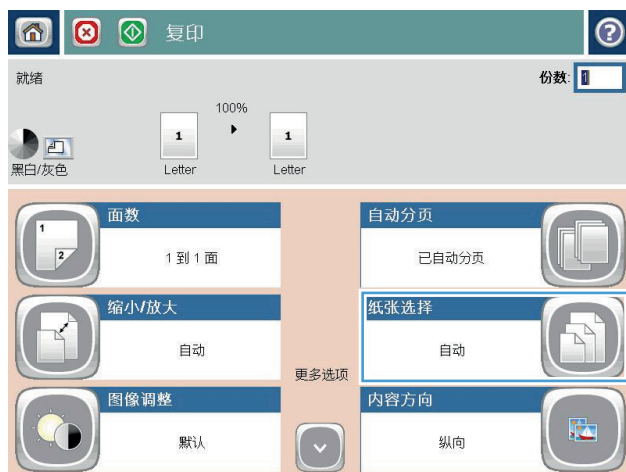 复印
就绪
份数: 1
100%
1
1
黑白/灰色
Letter
Letter
面数
1 到 1 面
自动分页
已自动分页
缩小/放大
自动
纸张选择
自动
更多选项
图像调整
默认
内容方向
纵向
1
2